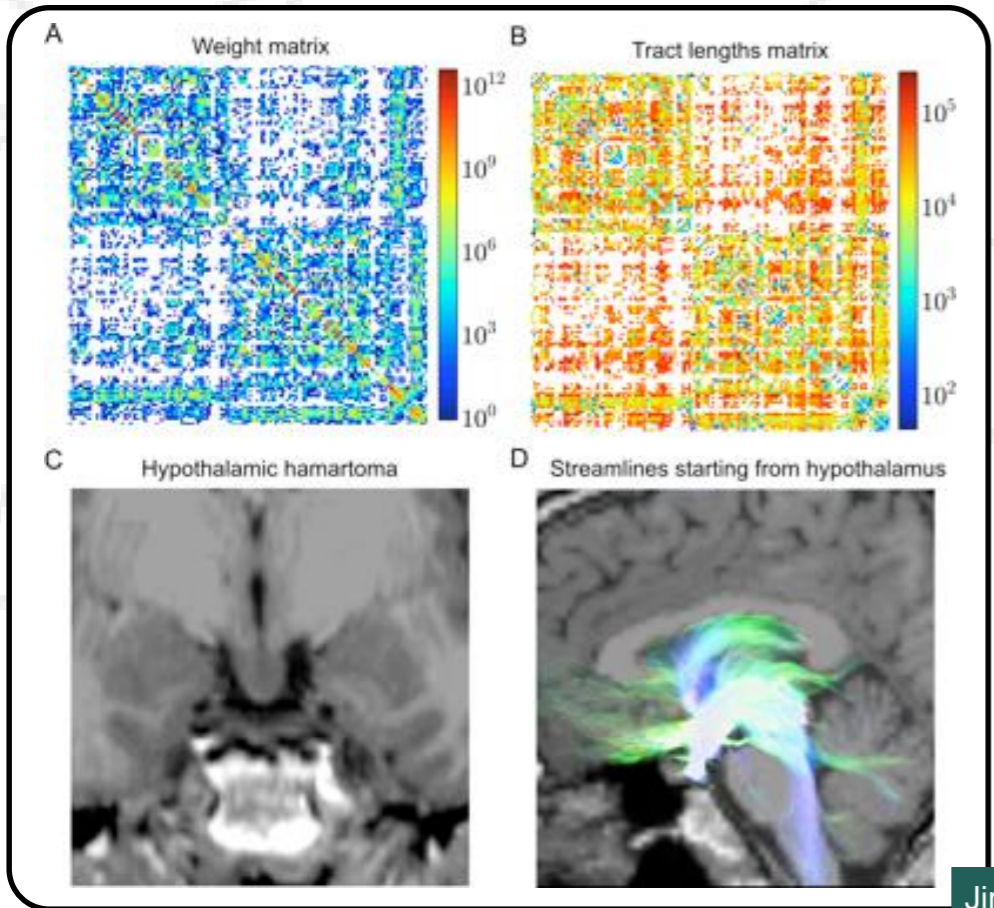 A
Weight matrix
10¹²
10⁹
10⁶
10³
10⁰
B
Tract lengths matrix
10⁵
10⁴
10³
10²
C
Hypothalamic hamartoma
D
Streamlines starting from hypothalamus